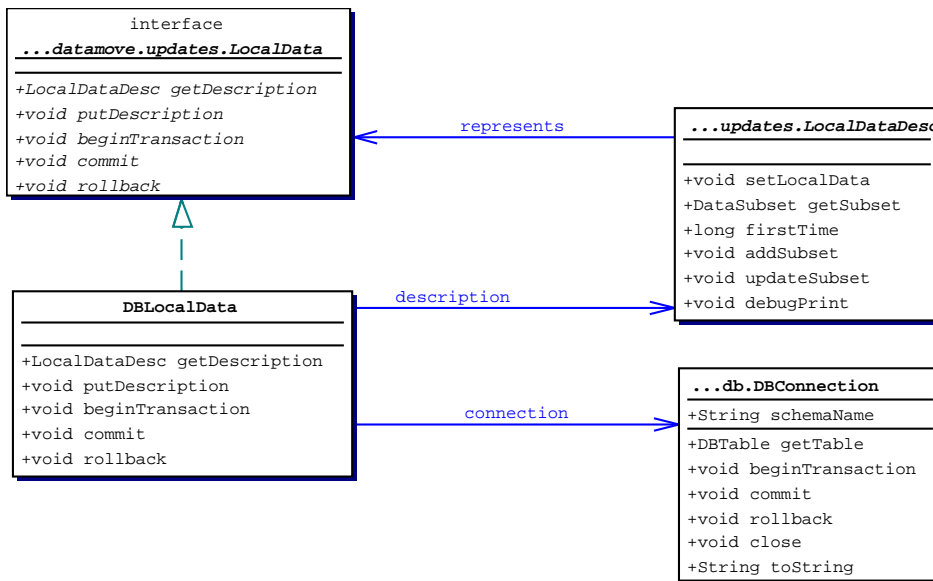 interface
...datamove.updates.LocalData
+LocalDataDesc getDescription
+void putDescription
+void beginTransaction
+void commit
+void rollback
represents
...updates.LocalDataDesc
+void setLocalData
+DataSubset getSubset
+long firstTime
+void addSubset
+void updateSubset
+void debugPrint
DBLocalData
+LocalDataDesc getDescription
+void putDescription
+void beginTransaction
+void commit
+void rollback
description
connection
...db.DBConnection
+String schemaName
+DBTable getTable
+void beginTransaction
+void commit
+void rollback
+void close
+String toString